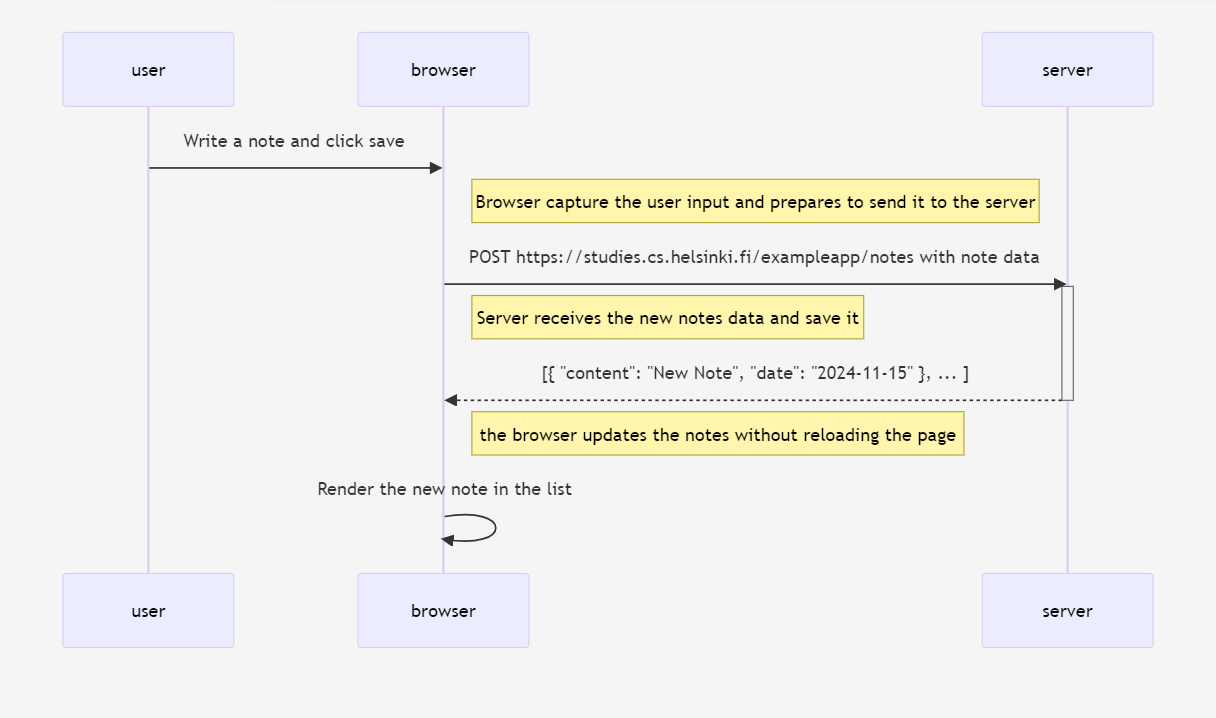 user
browser
server
Write a note and click save
Browser capture the user input and prepares to send it to the server
POST https://studies.cs.helsinki.fi/exampleapp/notes with note data
Server receives the new notes data and save it
[{ "content": "New Note", "date": "2024-11-15" }, ... ]
the browser updates the notes without reloading the page
Render the new note in the list
user
browser
server